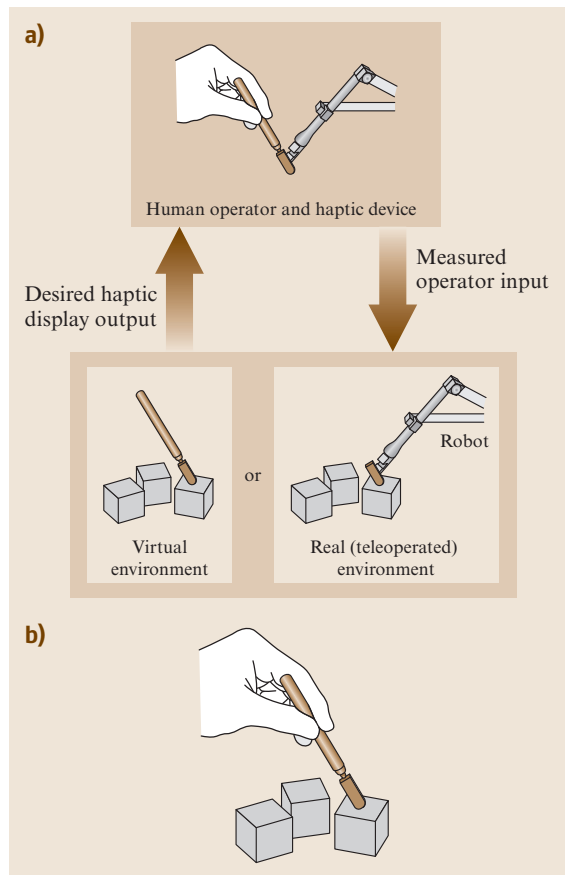 a)
Human operator and haptic device
Desired haptic
display output
Measured
operator input
Robot
or
Virtual
environment
Real (teleoperated)
environment
b)